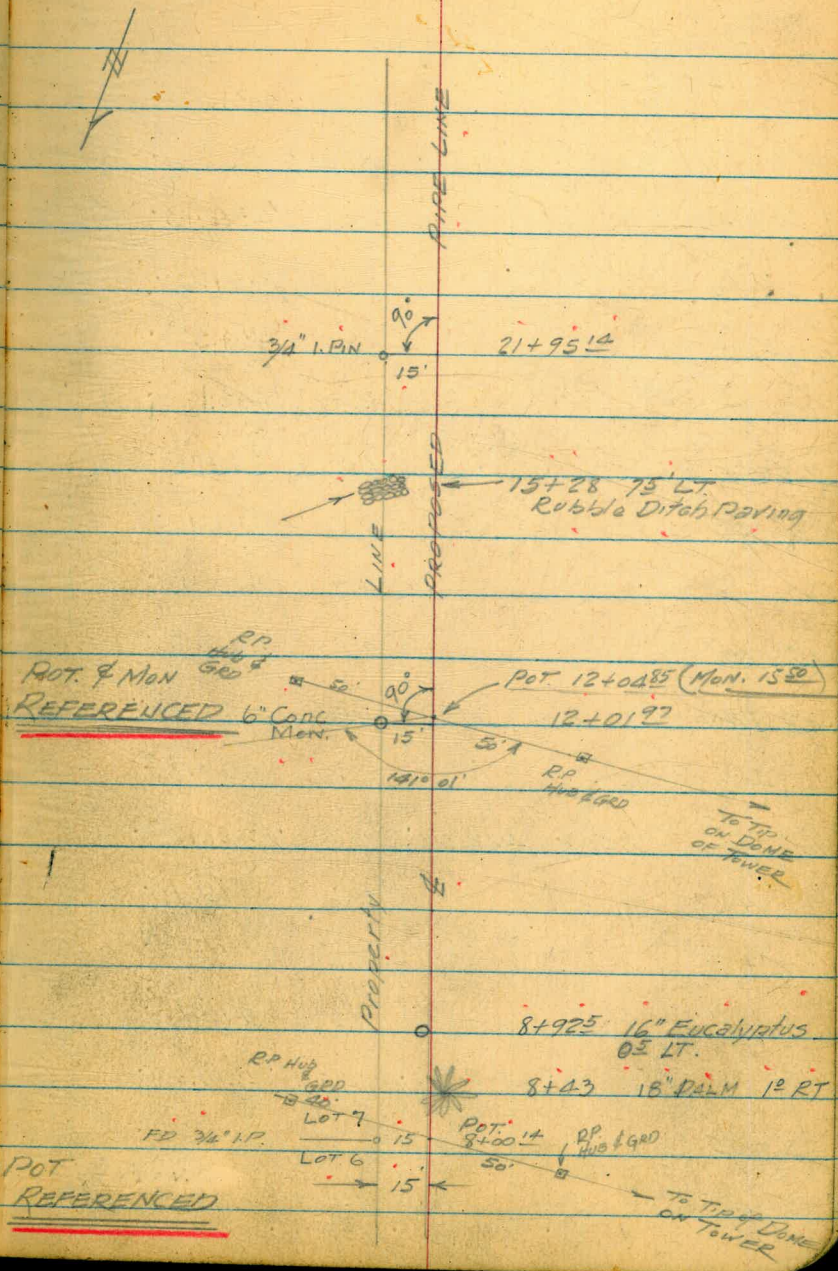 N
PIPE LINE
90°
3/4" I. PIN
21+95 14
15'
PROPOSED
15+28 75 LT.
Rubble Ditch Paving
LINE
R.P.
Hub &
GRD
50'
90°
POT. & MON
REFERENCED
POT. 12+04 85 (MON. 15 50)
6" Conc
Mon.
15'
12+01 97
50'
141° 01'
R.P.
HUB & GRD
TO TIP
ON DOME
OF TOWER
℄
Property
8+92 5 16" Eucalyptus
0 5 LT.
R.P. Hub
&
GRD
40'
8+43 18" PALM 1 0 RT
LOT 7
FD. 3/4" I.P.
15
POT.
8+00 14
R.P.
HUB & GRD
LOT 6
50'
POT
REFERENCED
15'
TO TIP OF DOME
ON TOWER